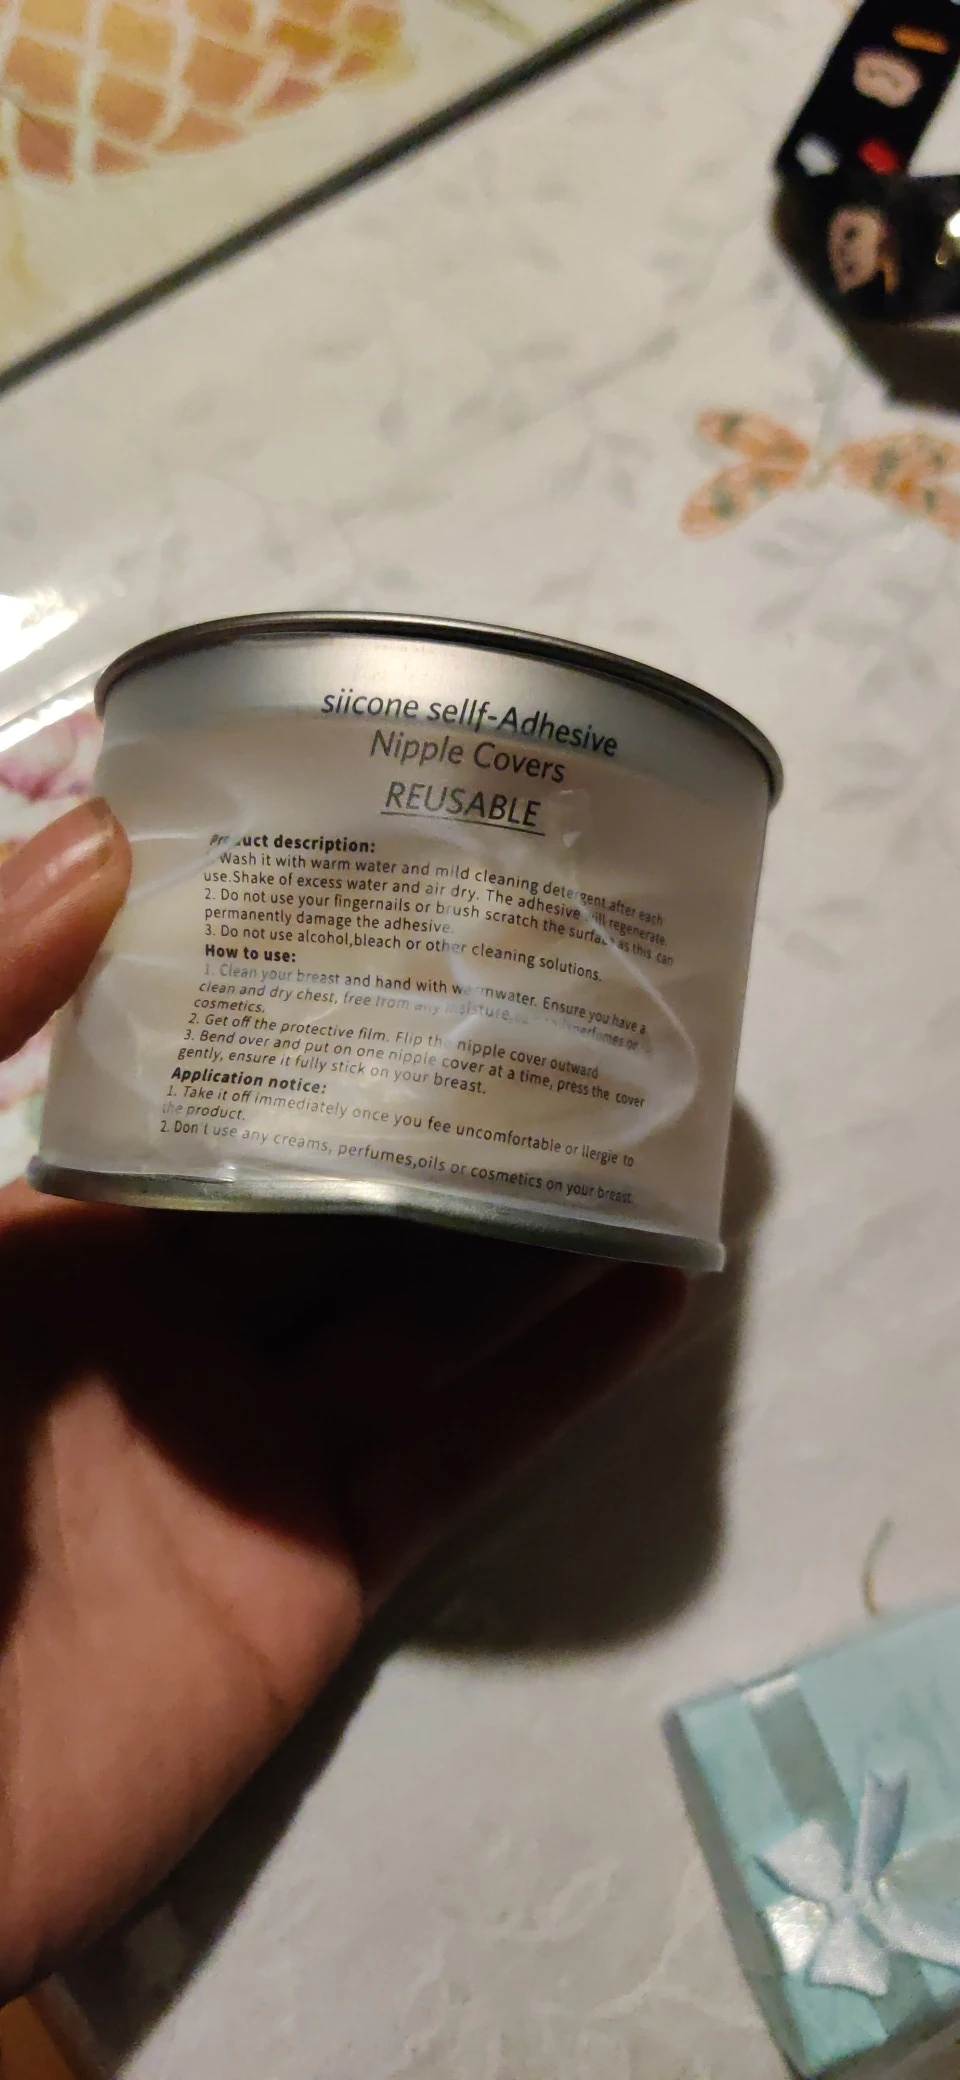 siicone sellf-Adhesive
Nipple Covers
REUSABLE
Product description:
Wash it with warm water and mild cleaning detergent after each
use.Shake of excess water and air dry. The adhesive will regenerate.
2. Do not use your fingernails or brush scratch the surface as this can
permanently damage the adhesive.
3. Do not use alcohol,bleach or other cleaning solutions.
How to use:
1. Clean your breast and hand with warmwater. Ensure you have a
clean and dry chest, free from any moisture, perfumes or
cosmetics.
2. Get off the protective film. Flip the nipple cover outward
3. Bend over and put on one nipple cover at a time, press the cover
gently, ensure it fully stick on your breast.
Application notice:
1. Take it off immediately once you fee uncomfortable or llergie to
the product.
2. Don't use any creams, perfumes,oils or cosmetics on your breast.